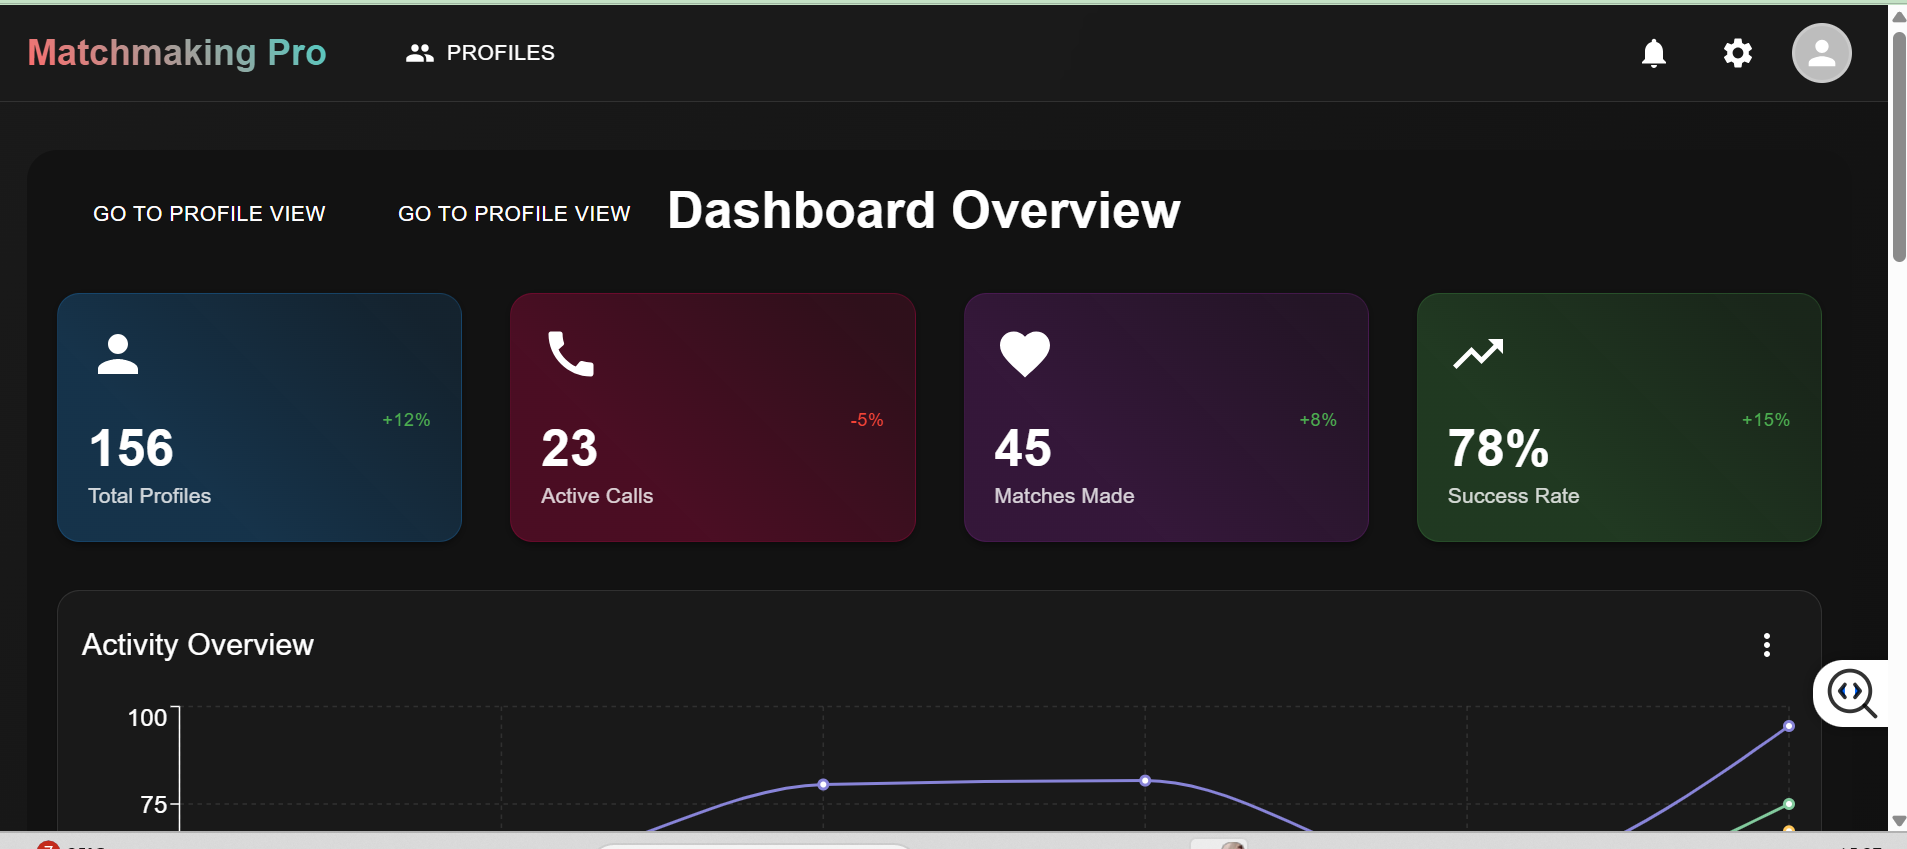 Matchmaking Pro
PROFILES
GO TO PROFILE VIEW
GO TO PROFILE VIEW
Dashboard Overview
+12%
156
Total Profiles
-5%
23
Active Calls
+8%
45
Matches Made
+15%
78%
Success Rate
Activity Overview
100
75
7